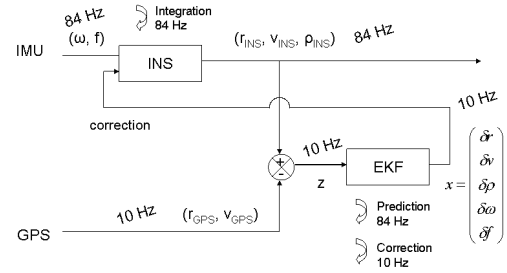 84 Hz
Integration
84 Hz
(ω, f)
(r_INS, v_INS, ρ_INS)
84 Hz
IMU
INS
10 Hz
correction
10 Hz
+
-
z
EKF
x = (δr
δv
δρ
δω
δf)
Prediction
84 Hz
10 Hz
(r_GPS, v_GPS)
GPS
Correction
10 Hz